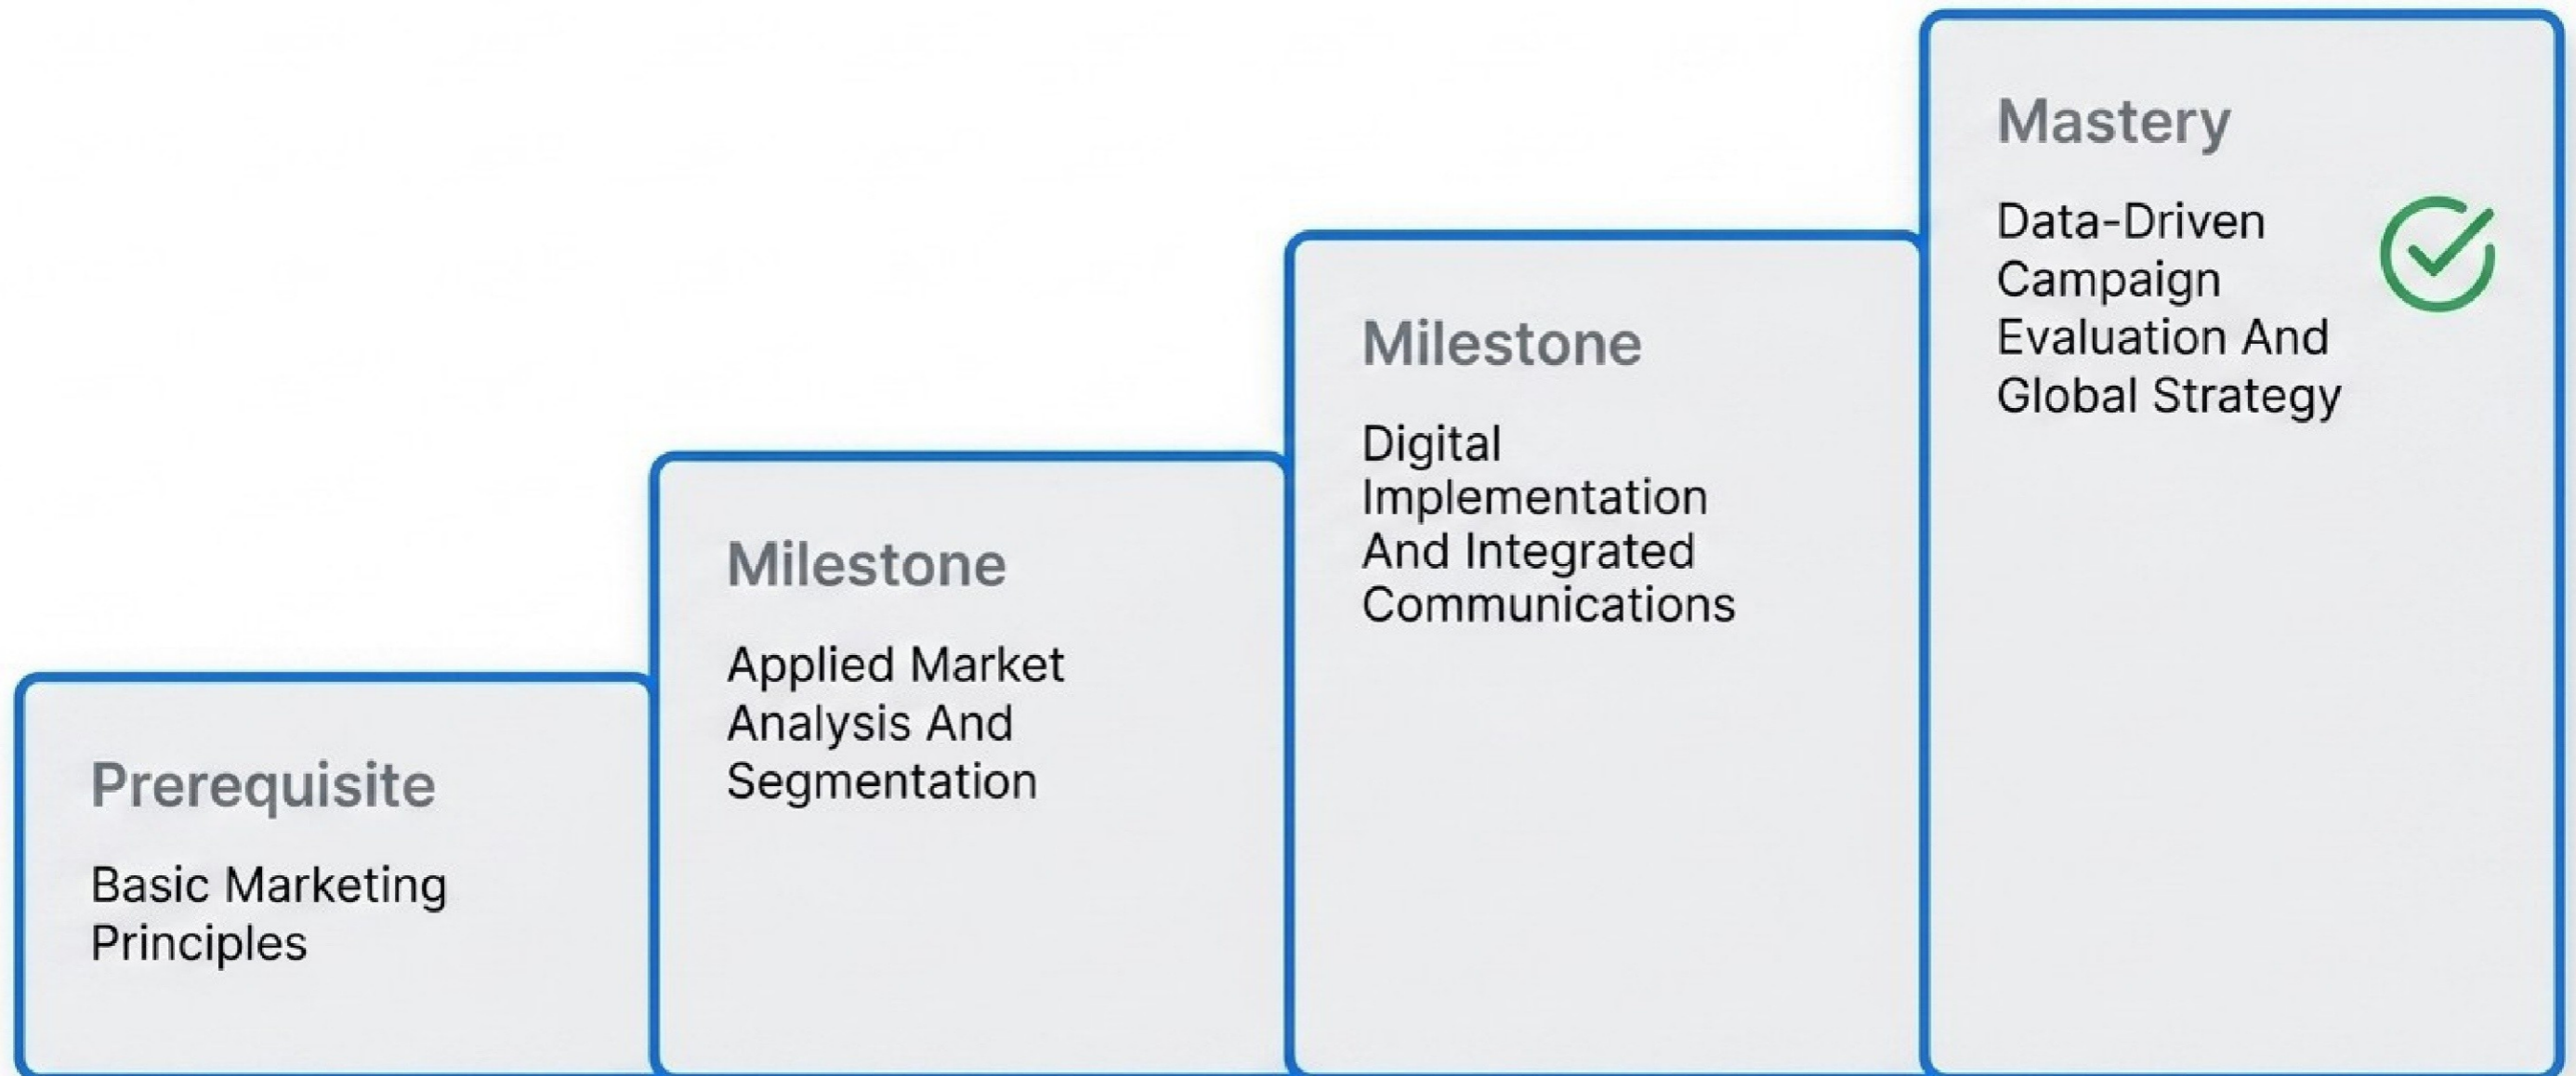 Prerequisite
Basic Marketing
Principles
Milestone
Applied Market
Analysis And
Segmentation
Milestone
Digital
Implementation
And Integrated
Communications
Mastery
Data-Driven
Campaign
Evaluation And
Global Strategy